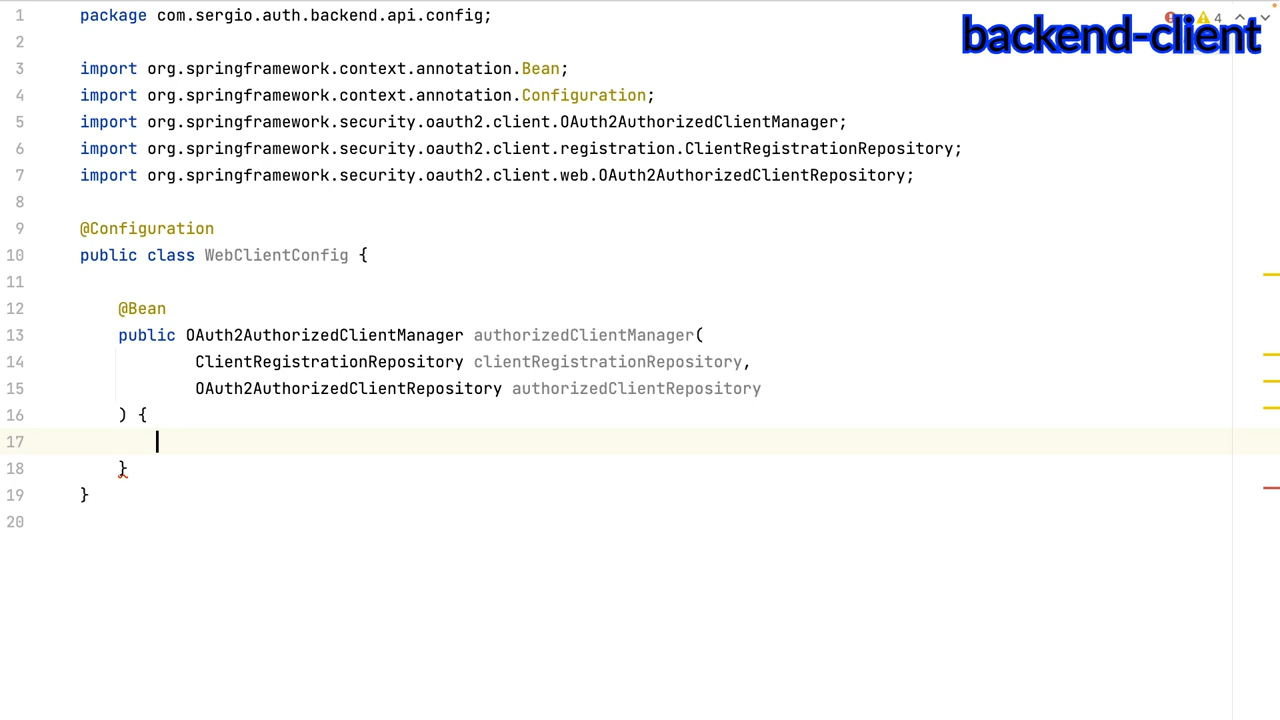 1 package com.sergio.auth.backend.api.config;
4
backend-client
2
3 import org.springframework.context.annotation.Bean;
4 import org.springframework.context.annotation.Configuration;
5 import org.springframework.security.oauth2.client.OAuth2AuthorizedClientManager;
6 import org.springframework.security.oauth2.client.registration.ClientRegistrationRepository;
7 import org.springframework.security.oauth2.client.web.OAuth2AuthorizedClientRepository;
8
9 @Configuration
10 public class WebClientConfig {
11
12 @Bean
13 public OAuth2AuthorizedClientManager authorizedClientManager(
14 ClientRegistrationRepository clientRegistrationRepository,
15 OAuth2AuthorizedClientRepository authorizedClientRepository
16 ) {
17
18 }
19 }
20